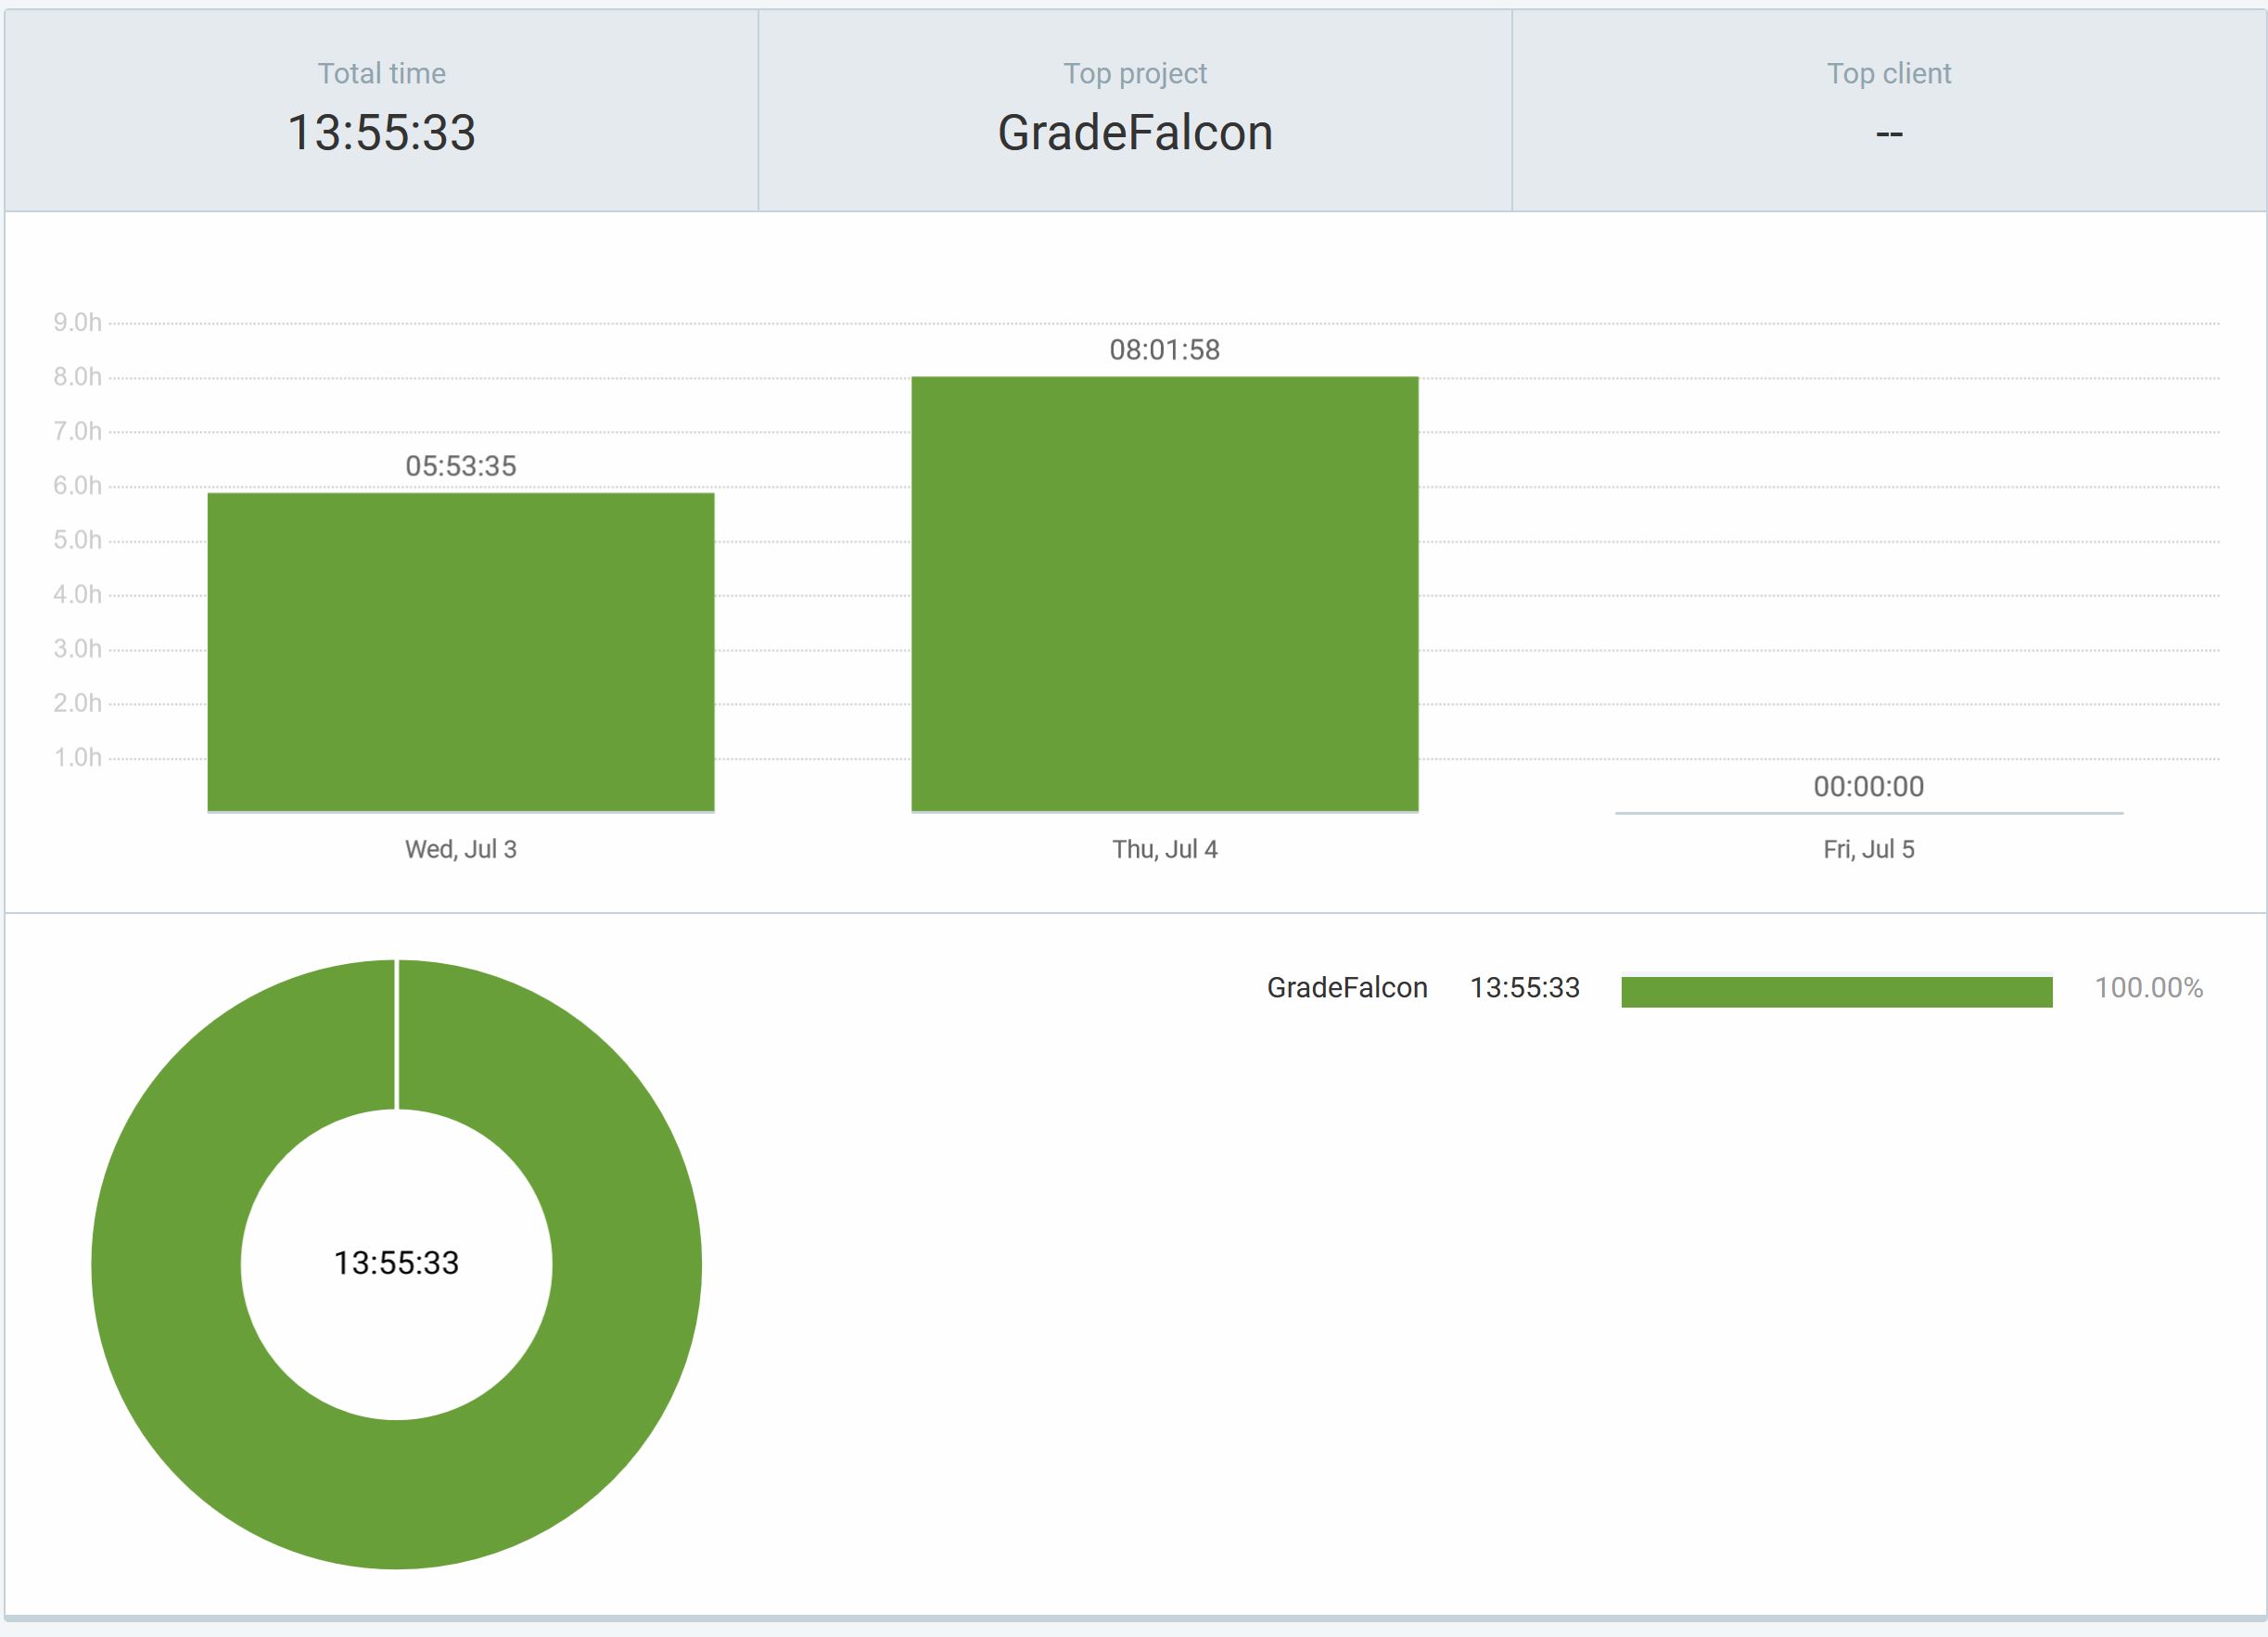 Total time
13:55:33
Top project
GradeFalcon
Top client
--
9.0h
8.0h
7.0h
6.0h
5.0h
4.0h
3.0h
2.0h
1.0h
05:53:35
08:01:58
00:00:00
Wed, Jul 3
Thu, Jul 4
Fri, Jul 5
13:55:33
GradeFalcon 13:55:33 100.00%